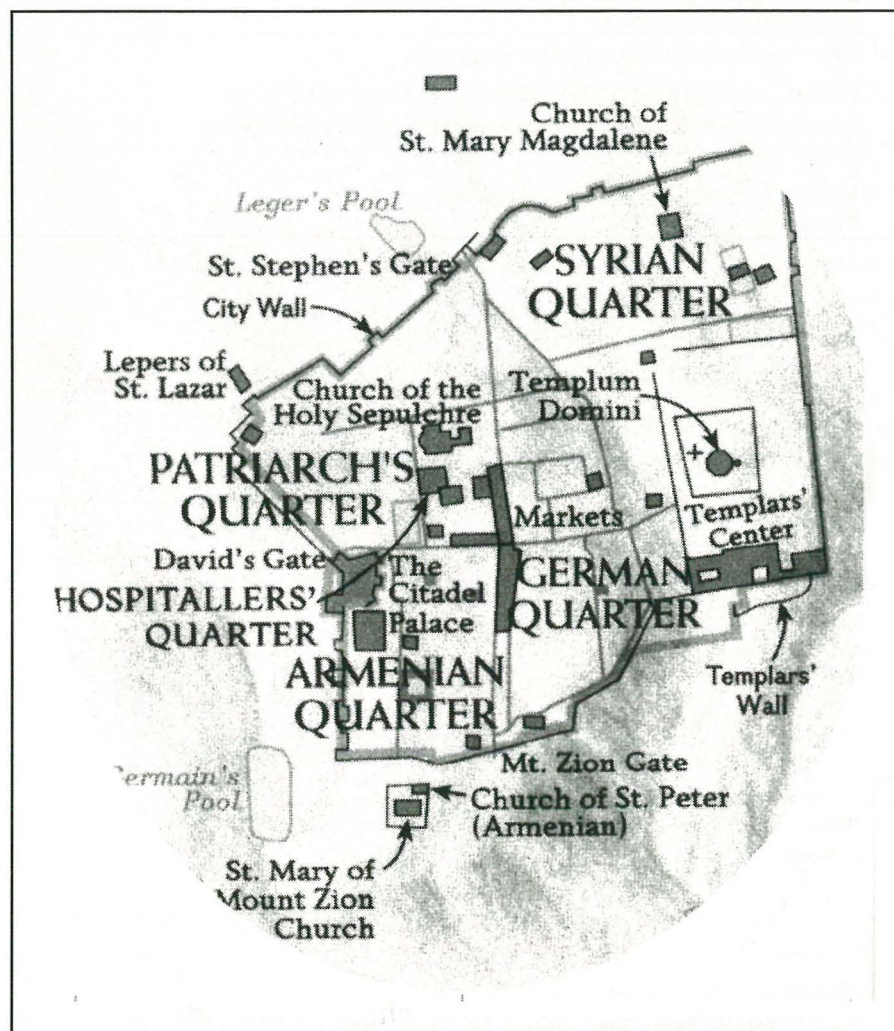 Church of
St. Mary Magdalene
Leger's Pool
St. Stephen's Gate
SYRIAN
QUARTER
City Wall
Lepers of
St. Lazar
Church of the
Holy Sepulchre
Templum
Domini
PATRIARCH'S
QUARTER
Markets
Templars'
Center
David's Gate
The
Citadel
Palace
HOSPITALLERS'
QUARTER
GERMAN
QUARTER
ARMENIAN
QUARTER
Templars'
Wall
Germain's
Pool
Mt. Zion Gate
Church of St. Peter
(Armenian)
St. Mary of
Mount Zion
Church